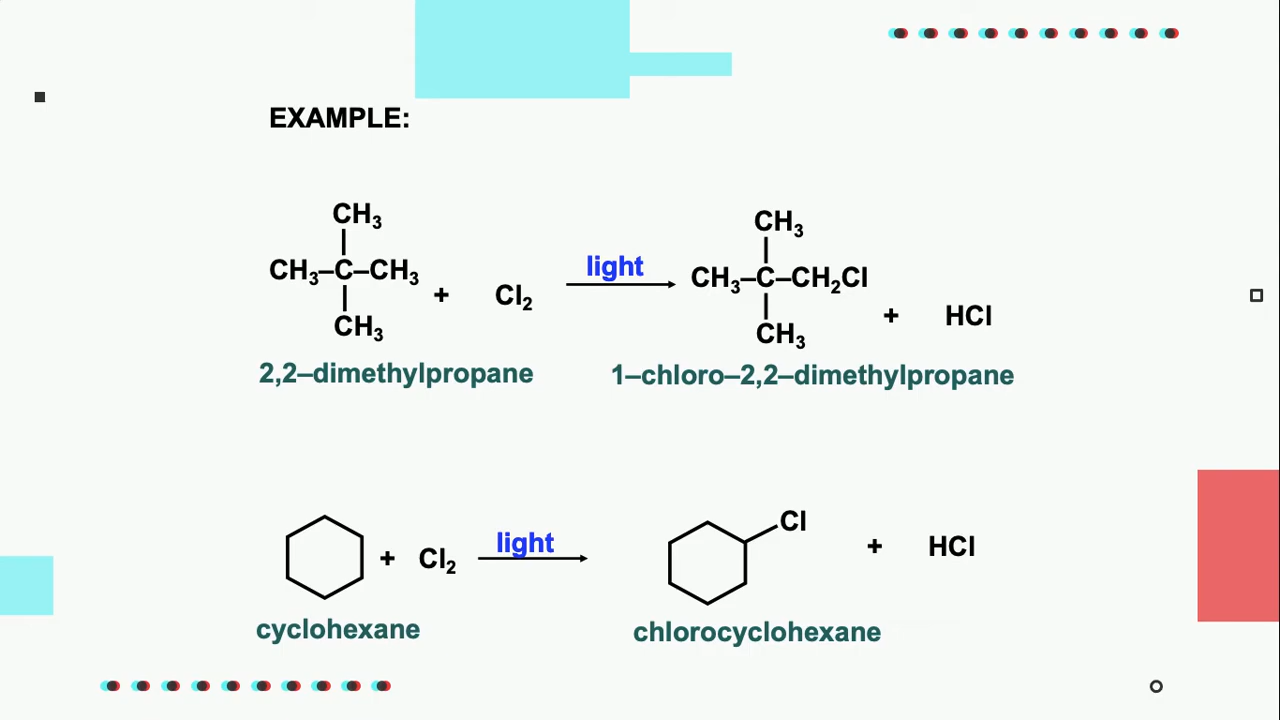 EXAMPLE:
CH₃
CH₃–C–CH₃ + Cl₂
CH₃
2,2–dimethylpropane
light
CH₃
CH₃–C–CH₂Cl + HCl
CH₃
1–chloro–2,2–dimethylpropane
+ Cl₂
cyclohexane
light
Cl
+ HCl
chlorocyclohexane